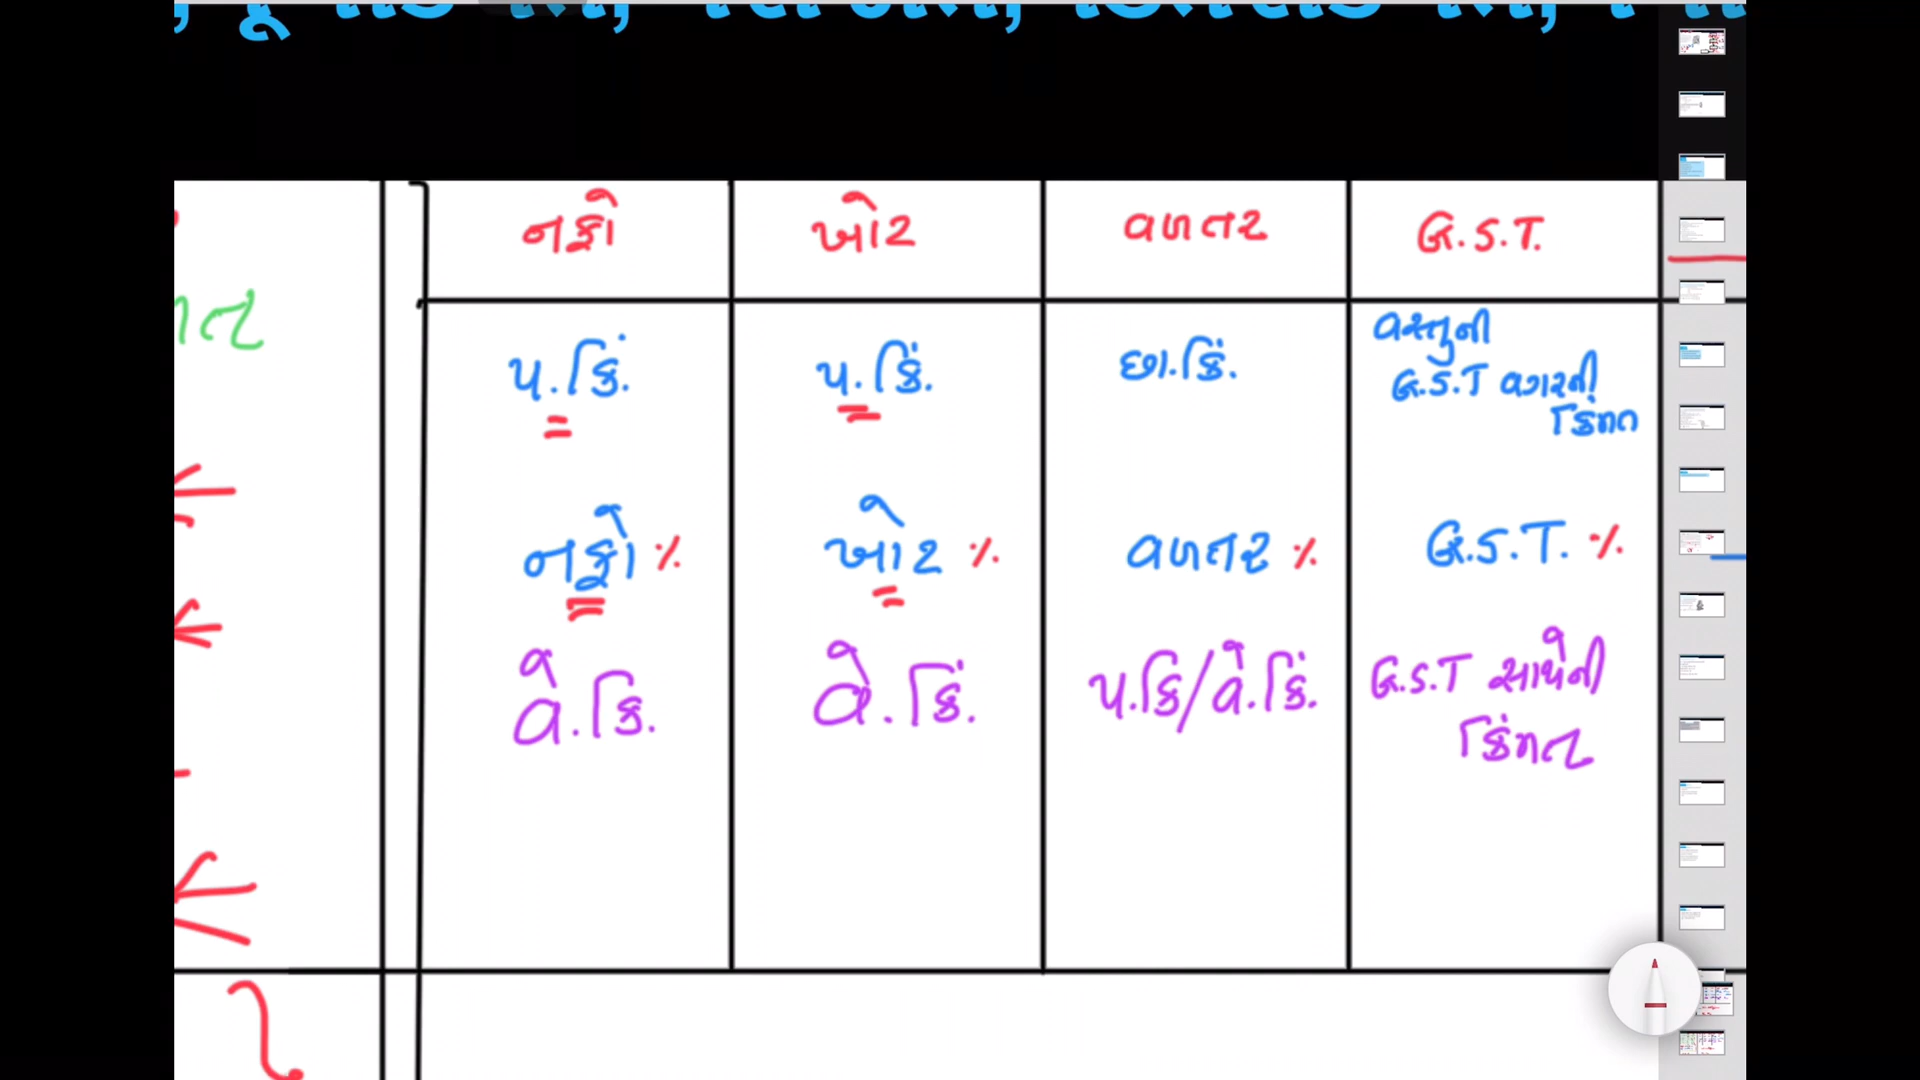 નફો ખોટ વળતર G.S.T.
પ.કિં. પ.કિં. છા.કિં. વસ્તુની
G.S.T વગરની
કિંમત
નફો % ખોટ % વળતર % G.S.T. %
વે.કિં. વે.કિં. પ.કિં/વે.કિં. G.S.T સાથેની
કિંમત